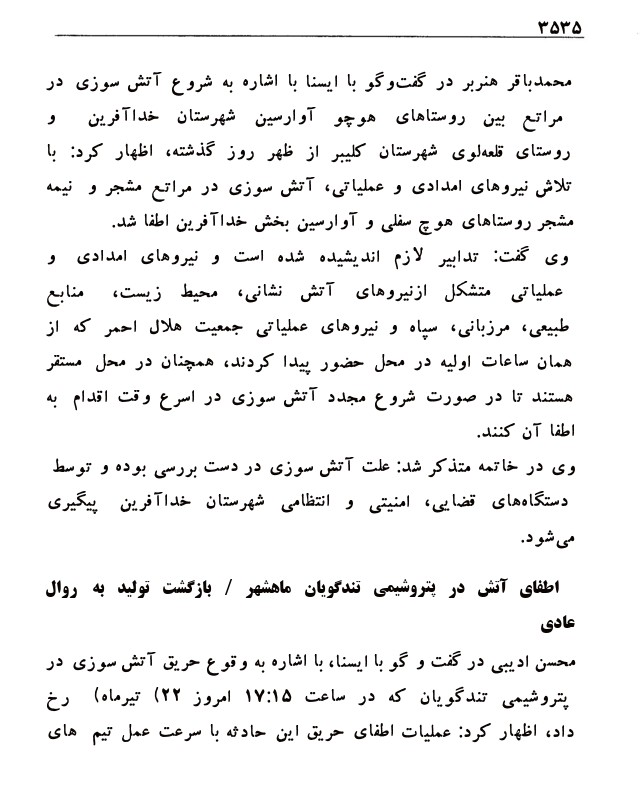 ۳۵۳۵
محمدباقر هنربر در گفت‌وگو با ایسنا با اشاره به شروع آتش سوزی در
مراتع بین روستاهای هوچو آوارسین شهرستان خداآفرین و
روستای قلعه‌لوی شهرستان کلیبر از ظهر روز گذشته، اظهار کرد: با
تلاش نیروهای امدادی و عملیاتی، آتش سوزی در مراتع مشجر و نیمه
مشجر روستاهای هوچ سفلی و آوارسین بخش خداآفرین اطفا شد.
وی گفت: تدابیر لازم اندیشیده شده است و نیروهای امدادی و
عملیاتی متشکل ازنیروهای آتش نشانی، محیط زیست، منابع
طبیعی، مرزبانی، سپاه و نیروهای عملیاتی جمعیت هلال احمر که از
همان ساعات اولیه در محل حضور پیدا کردند، همچنان در محل مستقر
هستند تا در صورت شروع مجدد آتش سوزی در اسرع وقت اقدام به
اطفا آن کنند.
وی در خاتمه متذکر شد: علت آتش سوزی در دست بررسی بوده و توسط
دستگاه‌های قضایی، امنیتی و انتظامی شهرستان خداآفرین پیگیری
می‌شود.
اطفای آتش در پتروشیمی تندگویان ماهشهر / بازگشت تولید به روال
عادی
محسن ادیبی در گفت و گو با ایسنا، با اشاره به وقوع حریق آتش سوزی در
پتروشیمی تندگویان که در ساعت ۱۷:۱۵ امروز ۲۲) تیرماه) رخ
داد، اظهار کرد: عملیات اطفای حریق این حادثه با سرعت عمل تیم های